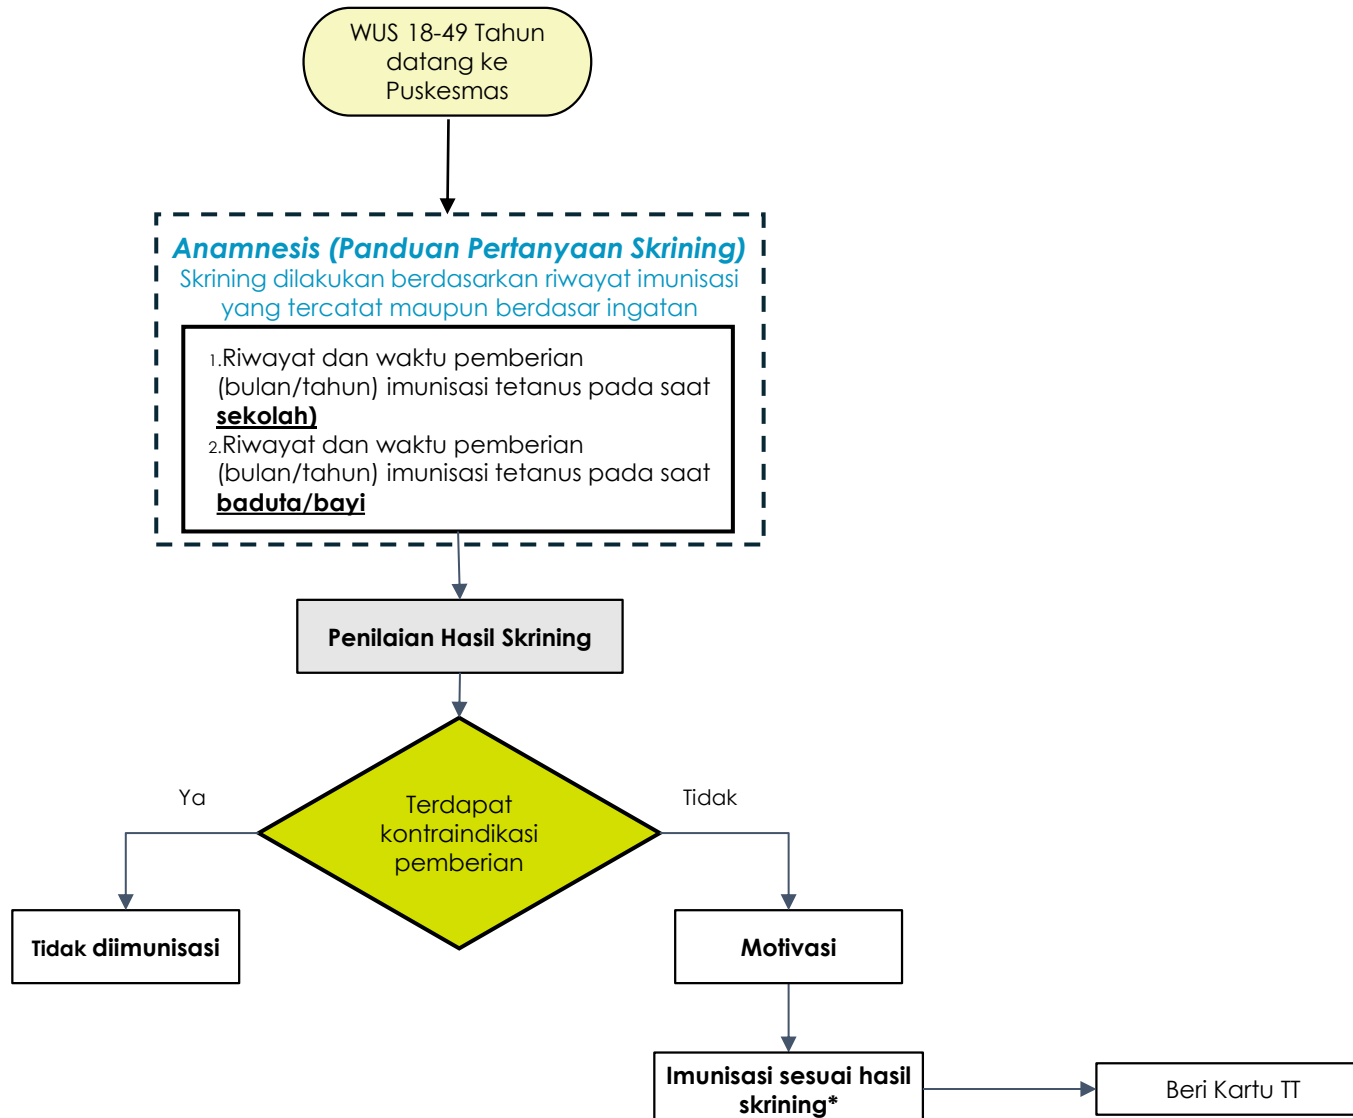 WUS 18-49 Tahun
datang ke
Puskesmas
Anamnesis (Panduan Pertanyaan Skrining)
Skrining dilakukan berdasarkan riwayat imunisasi
yang tercatat maupun berdasar ingatan
1.Riwayat dan waktu pemberian
(bulan/tahun) imunisasi tetanus pada saat
sekolah)
2.Riwayat dan waktu pemberian
(bulan/tahun) imunisasi tetanus pada saat
baduta/bayi
Penilaian Hasil Skrining
Ya
Terdapat
kontraindikasi
pemberian
Tidak
Tidak diimunisasi
Motivasi
Imunisasi sesuai hasil
skrining*
Beri Kartu TT